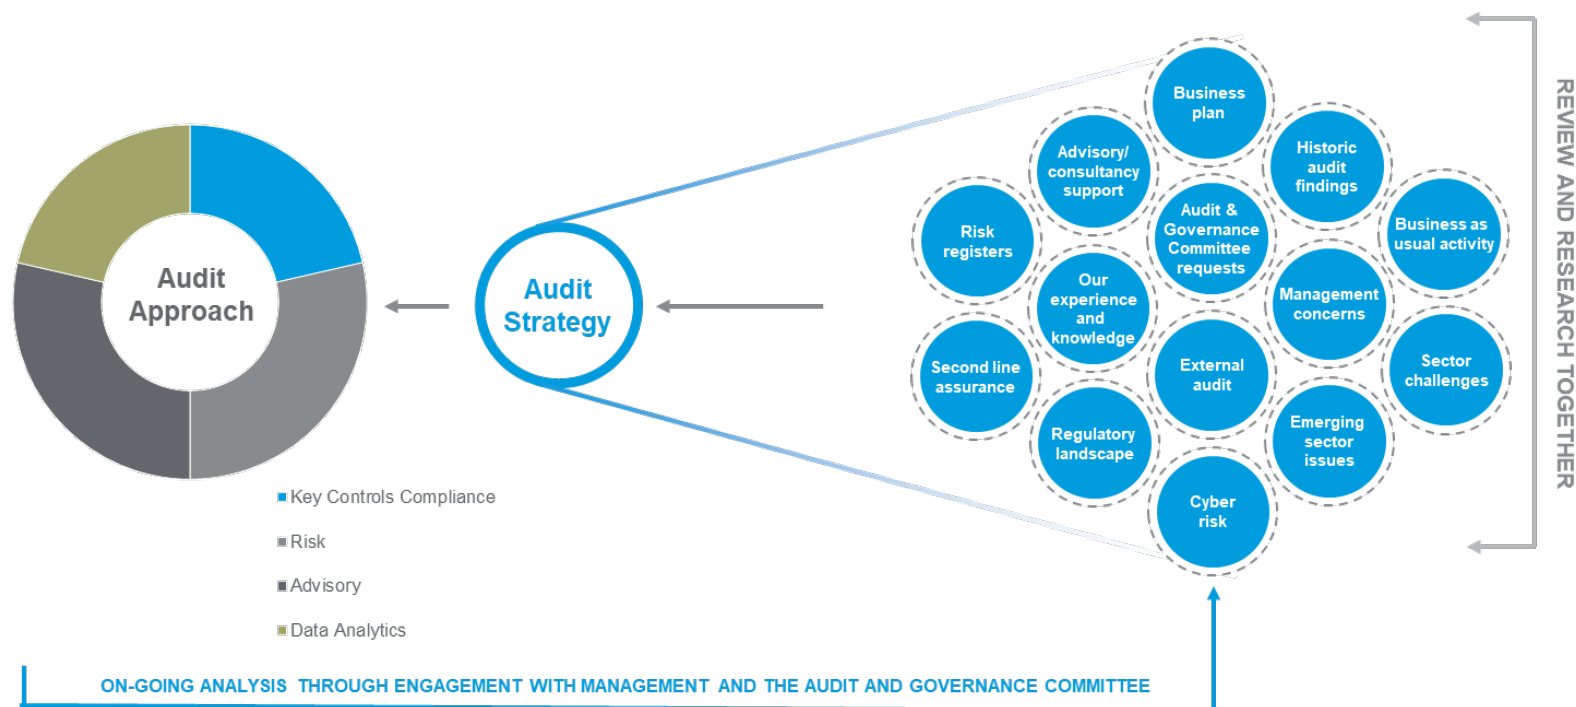 Audit
Approach
Key Controls Compliance
Risk
Advisory
Data Analytics
Audit
Strategy
Business
plan
Advisory/
consultancy
support
Historic
audit
findings
Risk
registers
Audit &
Governance
Committee
requests
Business as
usual activity
Our
experience
and
knowledge
Management
concerns
Second line
assurance
External
audit
Sector
challenges
Regulatory
landscape
Emerging
sector
issues
Cyber
risk
REVIEW AND RESEARCH TOGETHER
ON-GOING ANALYSIS THROUGH ENGAGEMENT WITH MANAGEMENT AND THE AUDIT AND GOVERNANCE COMMITTEE